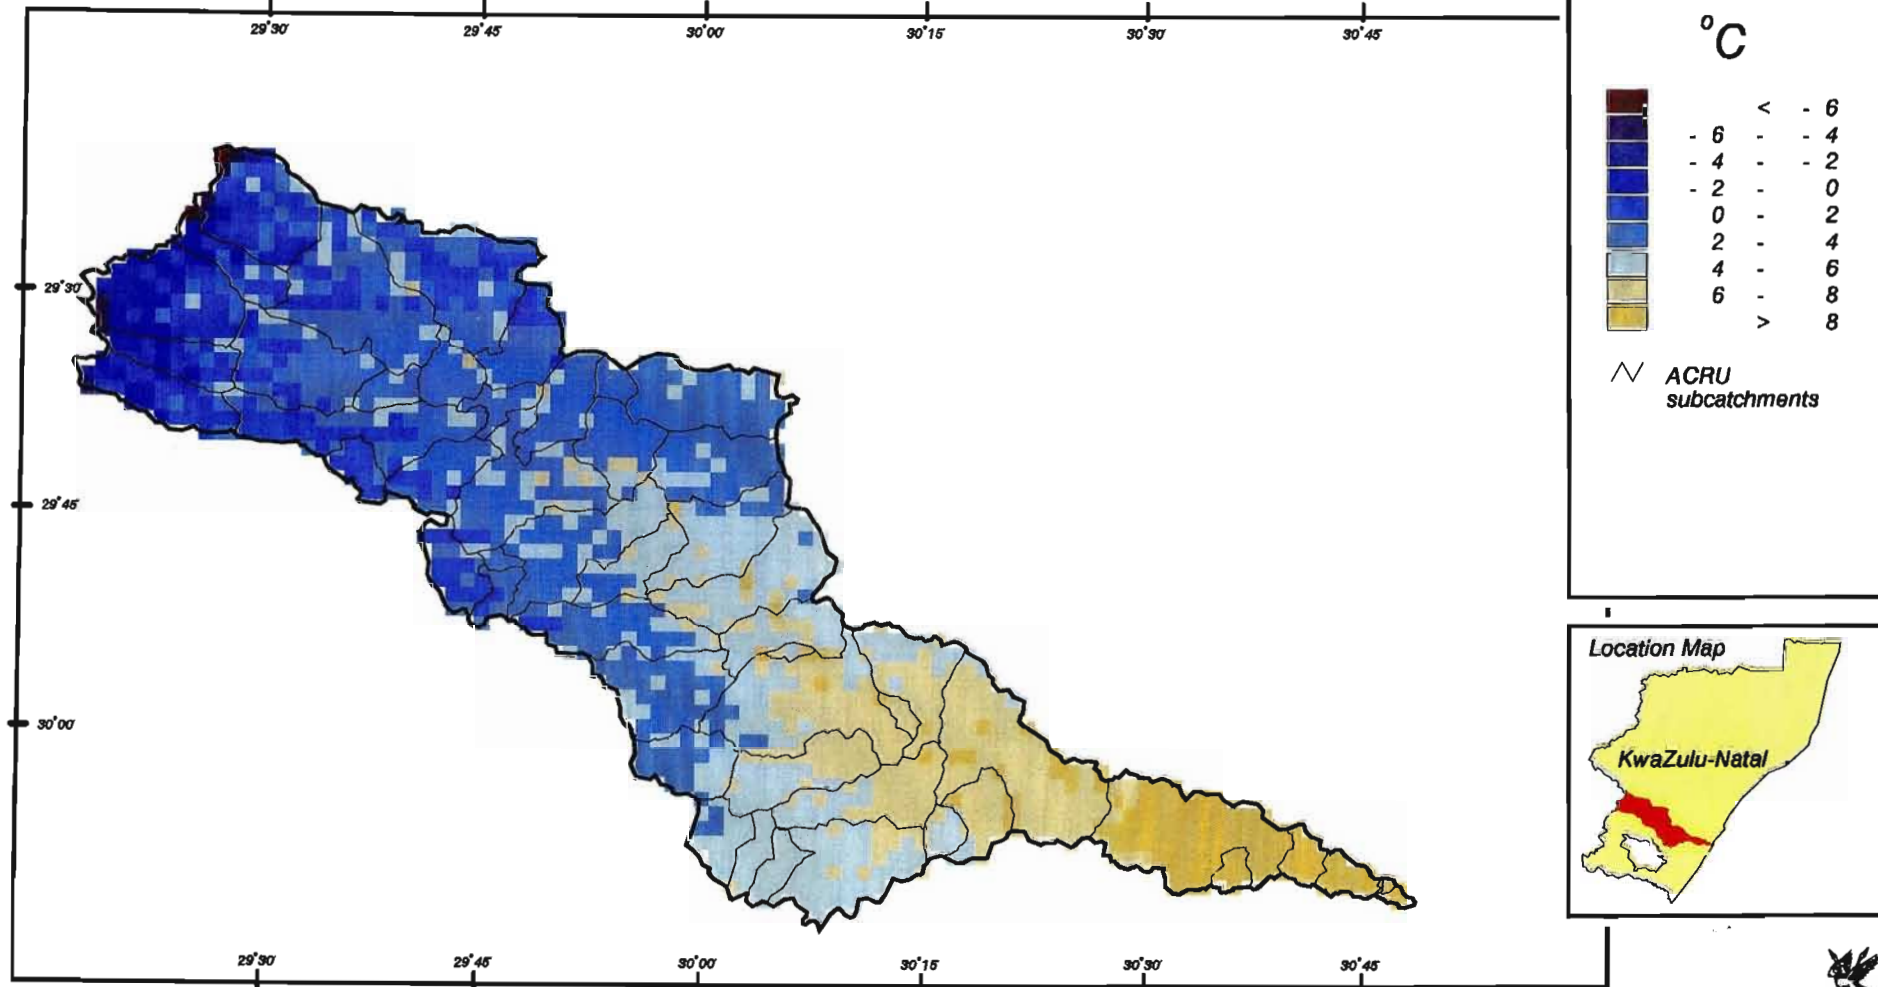 29°30'
29°45'
30°00'
30°15'
30°30'
30°45'
°C
< - 6
- 6 - - 4
- 4 - - 2
- 2 - 0
0 - 2
2 - 4
4 - 6
6 - 8
> 8
ACRU
subcatchments
29°30'
29°45'
30°00'
Location Map
KwaZulu-Natal
29°30'
29°45'
30°00'
30°15'
30°30'
30°45'